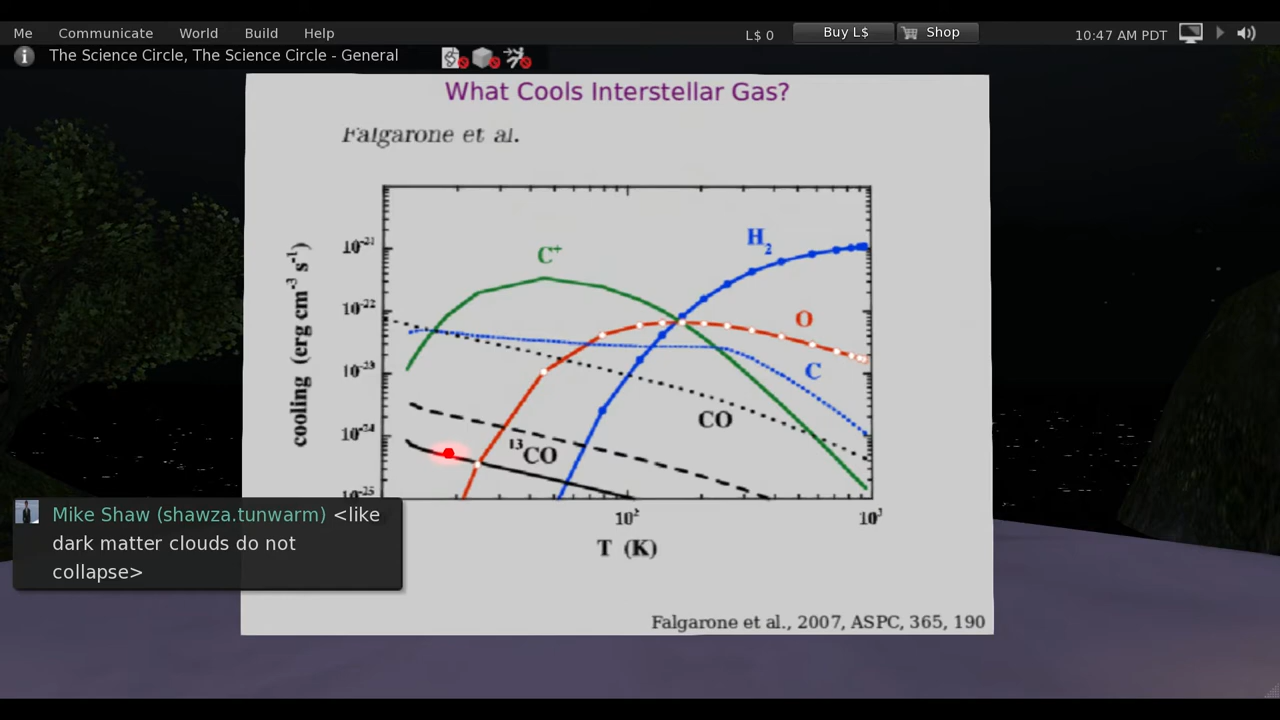 Me Communicate World Build Help L$ 0 Buy L$ Shop 10:47 AM PDT
The Science Circle, The Science Circle - General
What Cools Interstellar Gas?
Falgarone et al.
cooling (erg cm⁻³ s⁻¹)
10⁻²¹
10⁻²²
10⁻²³
10⁻²⁴
10⁻²⁵
C⁺
H₂
O
C
CO
¹³CO
10² 10³
T (K)
Mike Shaw (shawza.tunwarm) <like
dark matter clouds do not
collapse>
Falgarone et al., 2007, ASPC, 365, 190